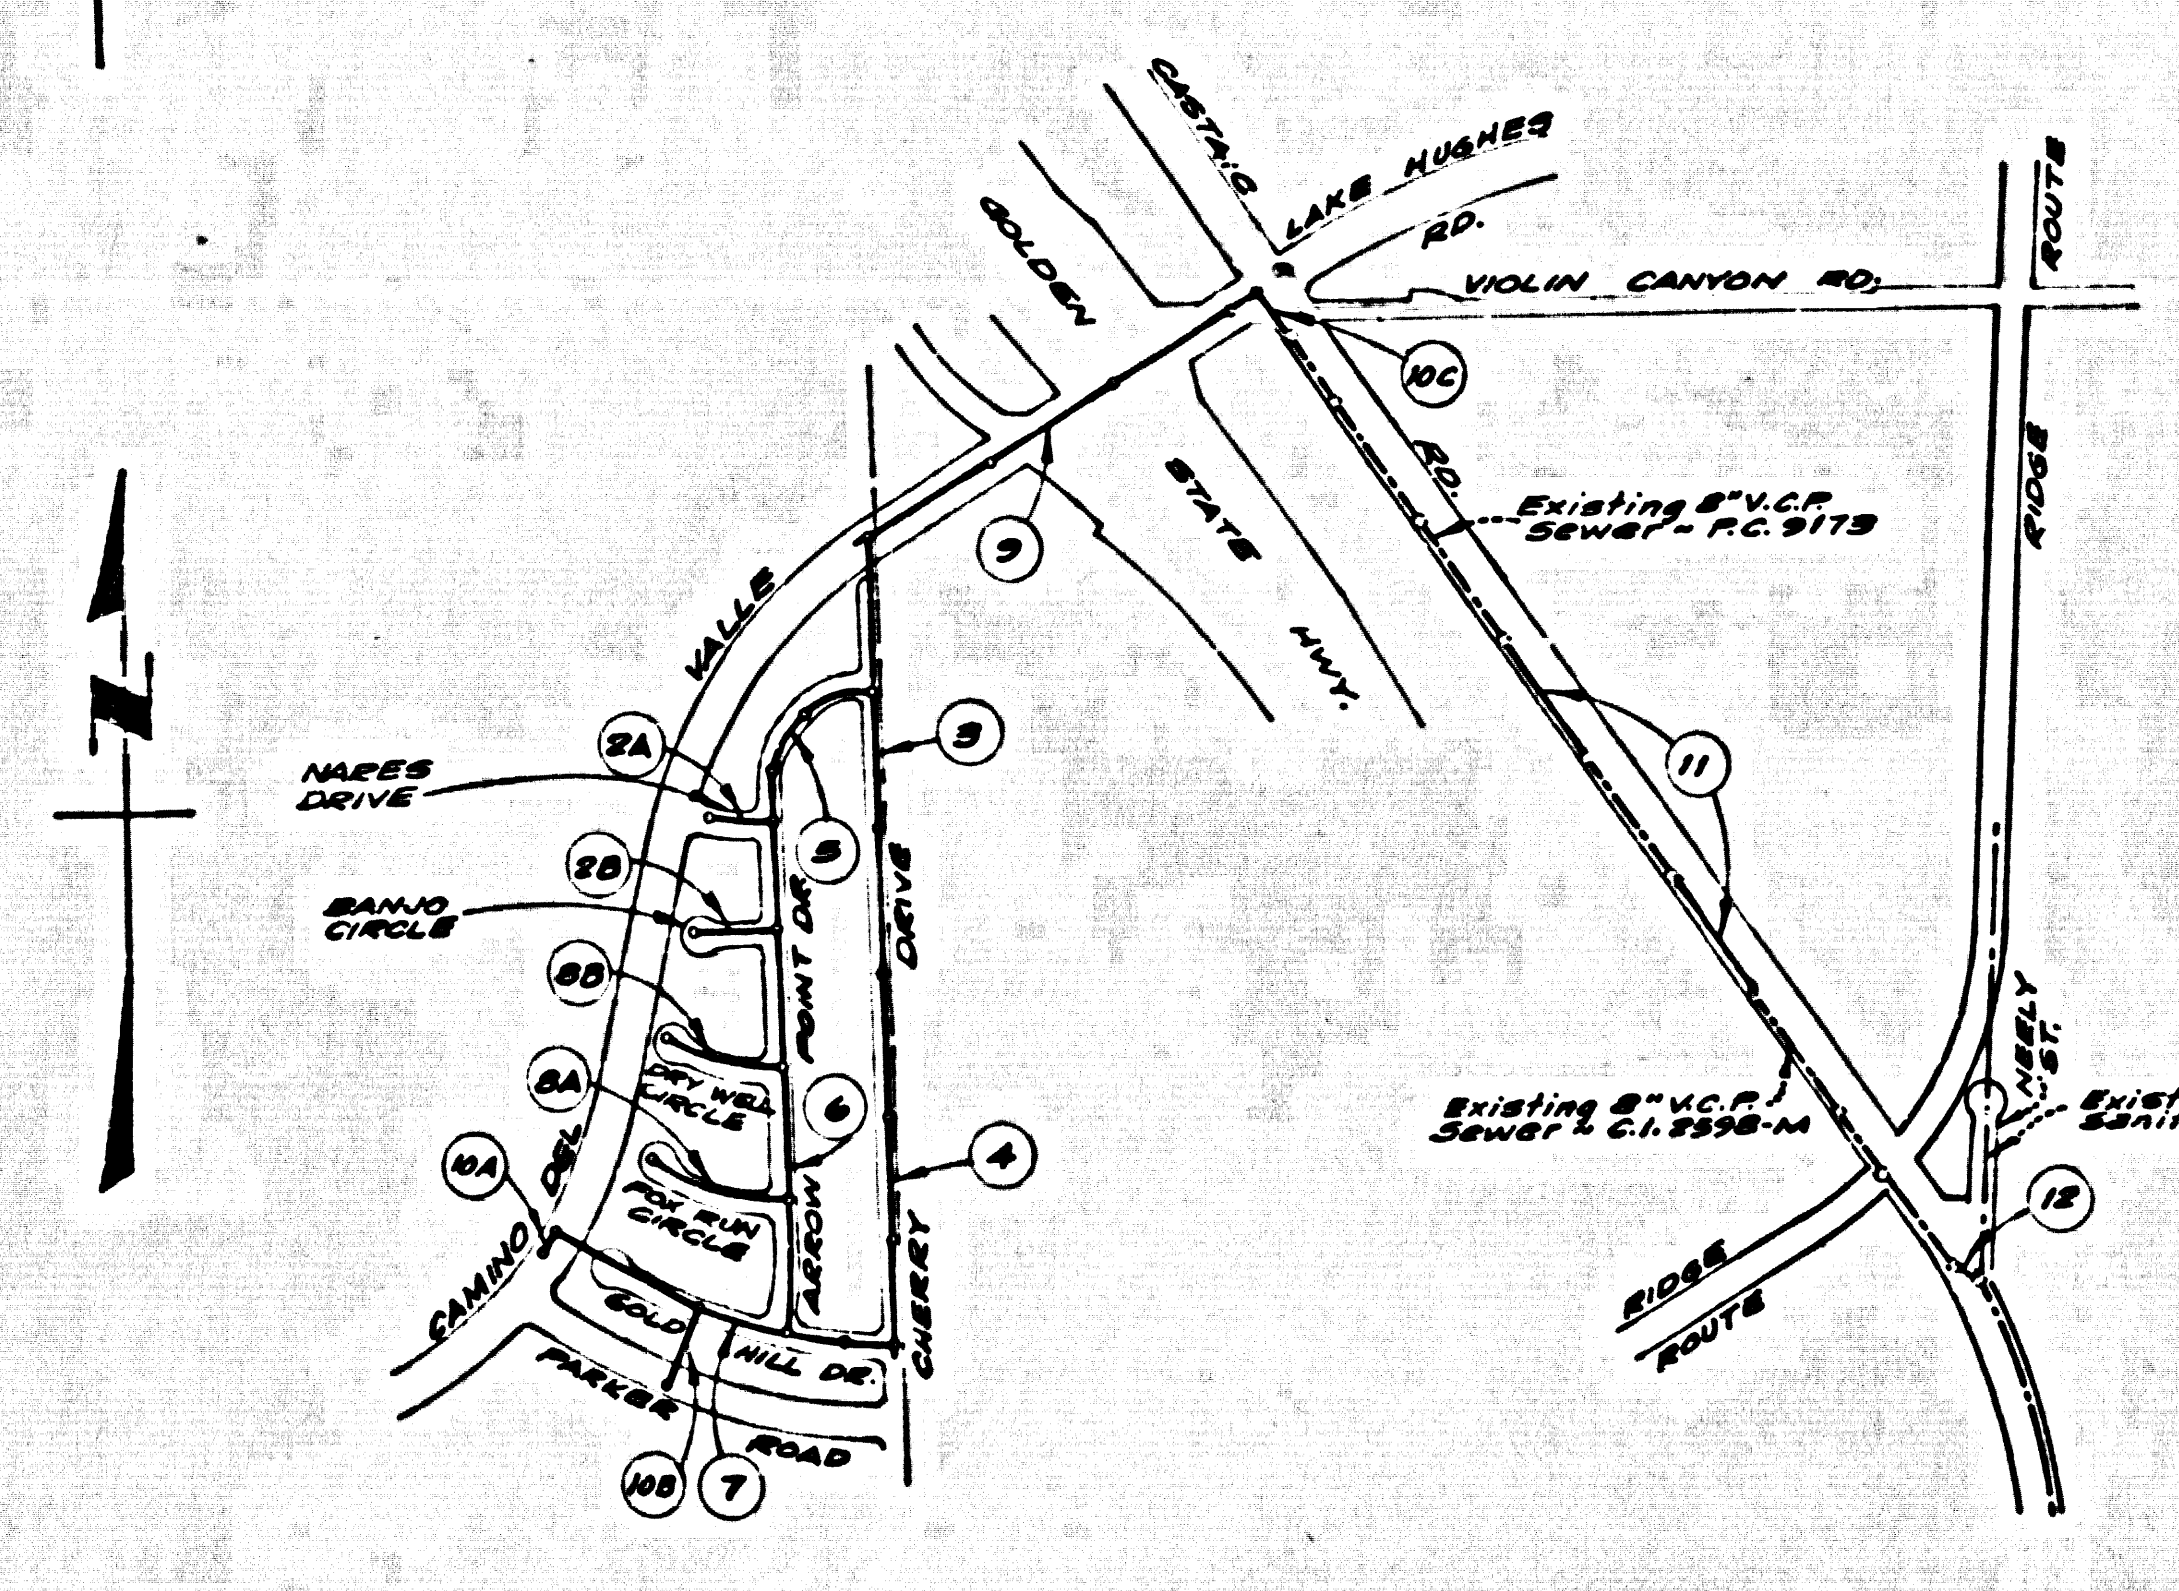 CASTAIC
LAKE HUGHES
RD.
ROUTE
GOLDEN
VIOLIN CANYON RD.
10C
RD.
STATE
Existing 8" V.C.P.
Sewer ~ P.C. 9173
RIDGE
9
VALLE
HWY.
2A
3
11
NARES
DRIVE
5
2B
BANJO
CIRCLE
POINT DR.
DRIVE
8B
NEELY
ST.
8A
DRY WELL
CIRCLE
6
Existing 8" V.C.P.
Sewer ~ C.I. 2598-M
Exist
Sani
DEL
10A
4
12
FOX RUN
CIRCLE
ARROW
CAMINO
CHERRY
RIDGE
ROUTE
GOLD
HILL DR.
PARKER
ROAD
10B
7
N